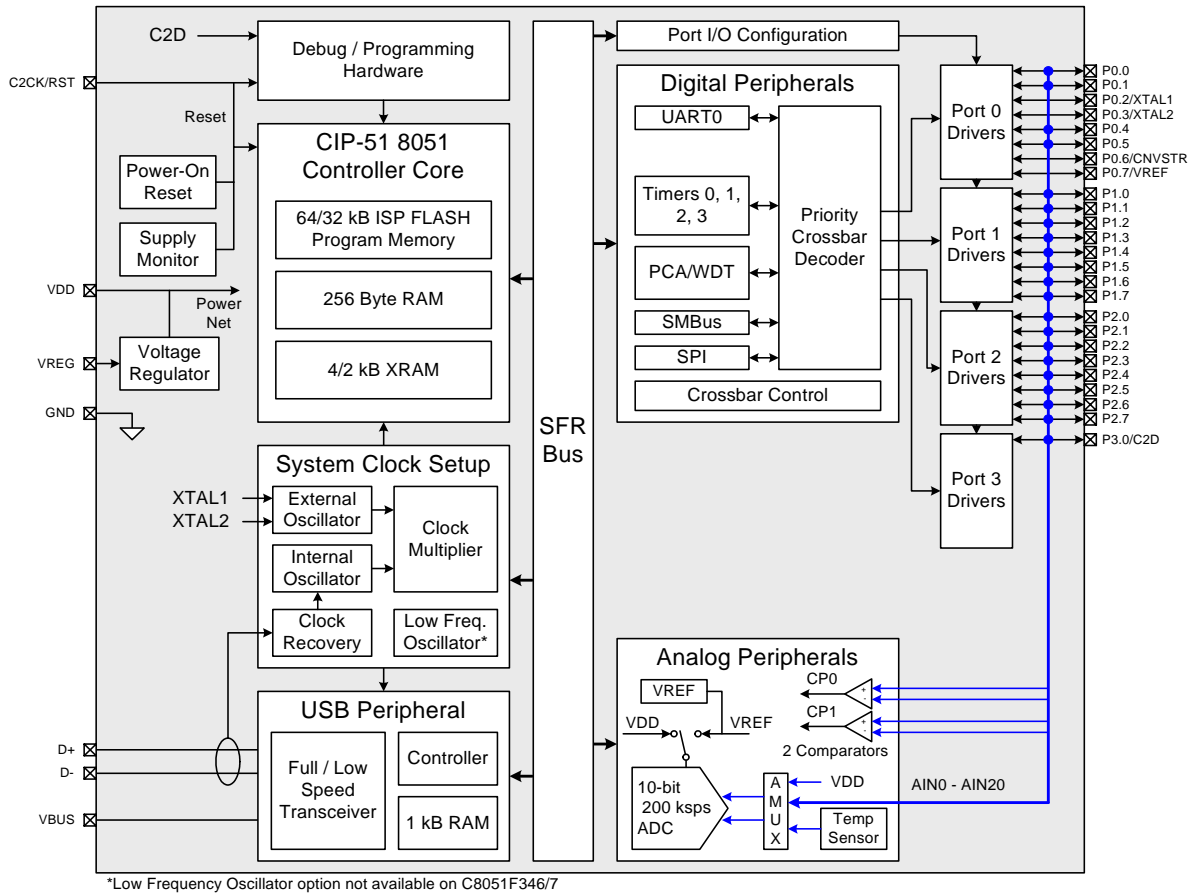 C2D
C2CK/RST
Reset
Debug / Programming
Hardware
Power-On
Reset
Supply
Monitor
VDD
Power
Net
VREG
Voltage
Regulator
GND
CIP-51 8051
Controller Core
64/32 kB ISP FLASH
Program Memory
256 Byte RAM
4/2 kB XRAM
System Clock Setup
XTAL1
XTAL2
External
Oscillator
Internal
Oscillator
Clock
Multiplier
Clock
Recovery
Low Freq.
Oscillator*
USB Peripheral
D+
D-
VBUS
Full / Low
Speed
Transceiver
Controller
1 kB RAM
SFR
Bus
Port I/O Configuration
Digital Peripherals
UART0
Timers 0, 1,
2, 3
PCA/WDT
SMBus
SPI
Priority
Crossbar
Decoder
Crossbar Control
Port 0
Drivers
Port 1
Drivers
Port 2
Drivers
Port 3
Drivers
P0.0
P0.1
P0.2/XTAL1
P0.3/XTAL2
P0.4
P0.5
P0.6/CNVSTR
P0.7/VREF
P1.0
P1.1
P1.2
P1.3
P1.4
P1.5
P1.6
P1.7
P2.0
P2.1
P2.2
P2.3
P2.4
P2.5
P2.6
P2.7
P3.0/C2D
Analog Peripherals
VREF
VDD
VREF
CP0
+
-
CP1
+
-
2 Comparators
10-bit
200 ksps
ADC
A
M
U
X
VDD
Temp
Sensor
AIN0 - AIN20
*Low Frequency Oscillator option not available on C8051F346/7